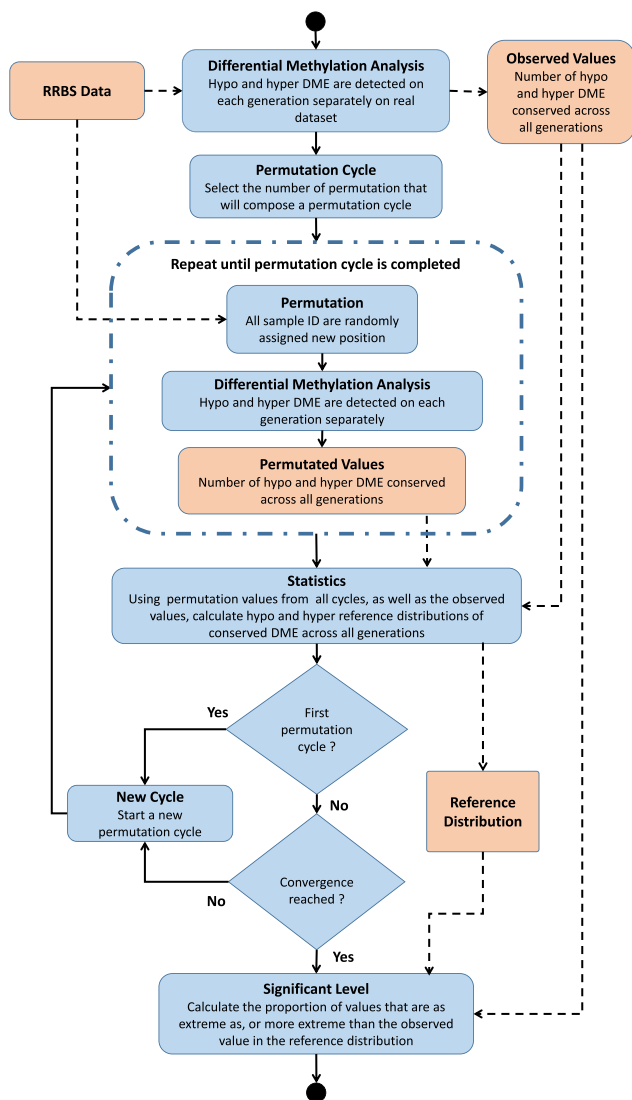 Differential Methylation Analysis
Hypo and hyper DME are detected on
each generation separately on real
dataset
RRBS Data
Observed Values
Number of hypo
and hyper DME
conserved across
all generations
Permutation Cycle
Select the number of permutation that
will compose a permutation cycle
Repeat until permutation cycle is completed
Permutation
All sample ID are randomly
assigned new position
Differential Methylation Analysis
Hypo and hyper DME are detected on each
generation separately
Permutated Values
Number of hypo and hyper DME conserved
across all generations
Statistics
Using permutation values from all cycles, as well as the observed
values, calculate hypo and hyper reference distributions of
conserved DME across all generations
Yes
First
permutation
cycle ?
New Cycle
Start a new
permutation cycle
No
Reference
Distribution
Convergence
reached ?
No
Yes
Significant Level
Calculate the proportion of values that are as
extreme as, or more extreme than the observed
value in the reference distribution